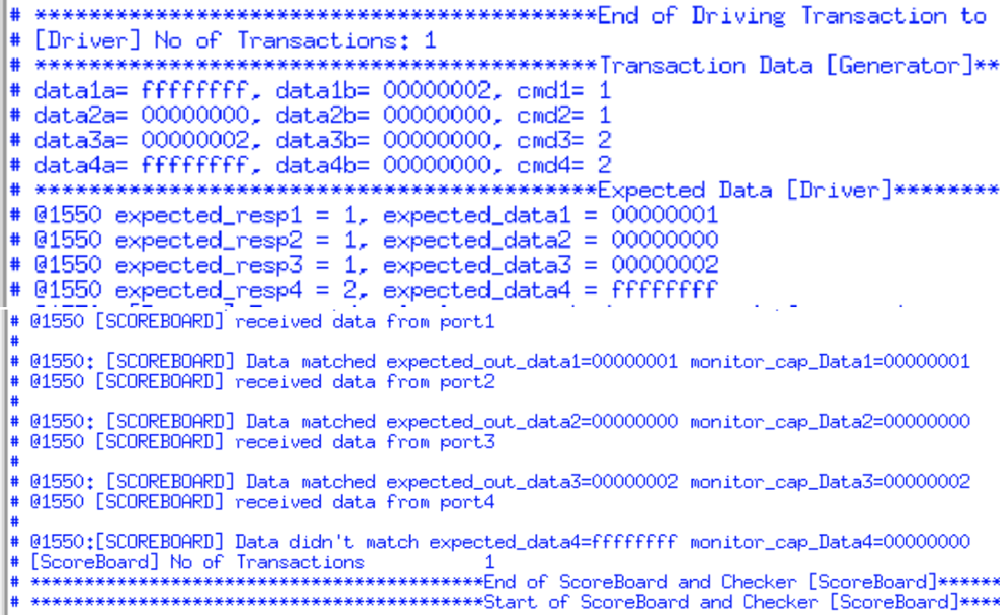 # ******************************************End of Driving Transaction to
# [Driver] No of Transactions: 1
# ******************************************Transaction Data [Generator]**
# data1a= ffffffff, data1b= 00000002, cmd1= 1
# data2a= 00000000, data2b= 00000000, cmd2= 1
# data3a= 00000002, data3b= 00000000, cmd3= 2
# data4a= ffffffff, data4b= 00000000, cmd4= 2
# ******************************************Expected Data [Driver]********
# @1550 expected_resp1 = 1, expected_data1 = 00000001
# @1550 expected_resp2 = 1, expected_data2 = 00000000
# @1550 expected_resp3 = 1, expected_data3 = 00000002
# @1550 expected_resp4 = 2, expected_data4 = ffffffff
# @1550 [SCOREBOARD] received data from port1
#
# @1550: [SCOREBOARD] Data matched expected_out_data1=00000001 monitor_cap_Data1=00000001
# @1550 [SCOREBOARD] received data from port2
#
# @1550: [SCOREBOARD] Data matched expected_out_data2=00000000 monitor_cap_Data2=00000000
# @1550 [SCOREBOARD] received data from port3
#
# @1550: [SCOREBOARD] Data matched expected_out_data3=00000002 monitor_cap_Data3=00000002
# @1550 [SCOREBOARD] received data from port4
#
# @1550:[SCOREBOARD] Data didn't match expected_data4=ffffffff monitor_cap_Data4=00000000
# [ScoreBoard] No of Transactions 1
# ******************************************End of ScoreBoard and Checker [ScoreBoard]******
# ******************************************Start of ScoreBoard and Checker [ScoreBoard]****